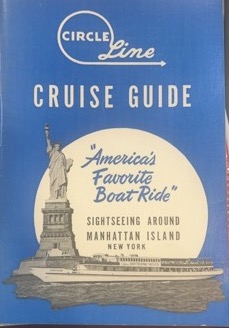 CIRCLE
Line
CRUISE GUIDE
"America's
Favorite
Boat Ride"
SIGHTSEEING AROUND
MANHATTAN ISLAND
NEW YORK